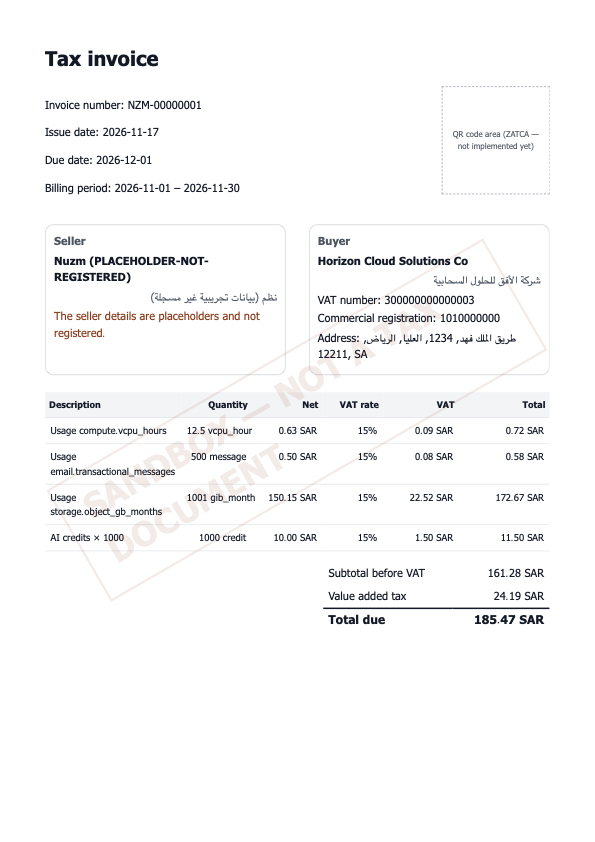 Tax invoice
Invoice number: NZM-00000001
Issue date: 2026-11-17
Due date: 2026-12-01
Billing period: 2026-11-01 – 2026-11-30
QR code area (ZATCA —
not implemented yet)
Seller
Nuzm (PLACEHOLDER-NOT-
REGISTERED)
نظم (بيانات تجريبية غير مسجلة)
The seller details are placeholders and not
registered.
Buyer
Horizon Cloud Solutions Co
شركة الأفق للحلول السحابية
VAT number: 300000000000003
Commercial registration: 1010000000
Address: طريق الملك فهد, 1234, العليا, الرياض,
12211, SA
Description Quantity Net VAT rate VAT Total
Usage compute.vcpu_hours 12.5 vcpu_hour 0.63 SAR 15% 0.09 SAR 0.72 SAR
Usage 500 message 0.50 SAR 15% 0.08 SAR 0.58 SAR
email.transactional_messages
Usage 1001 gib_month 150.15 SAR 15% 22.52 SAR 172.67 SAR
storage.object_gb_months
AI credits × 1000 1000 credit 10.00 SAR 15% 1.50 SAR 11.50 SAR
Subtotal before VAT 161.28 SAR
Value added tax 24.19 SAR
Total due 185.47 SAR
SANDBOX — NOT A TAX
DOCUMENT